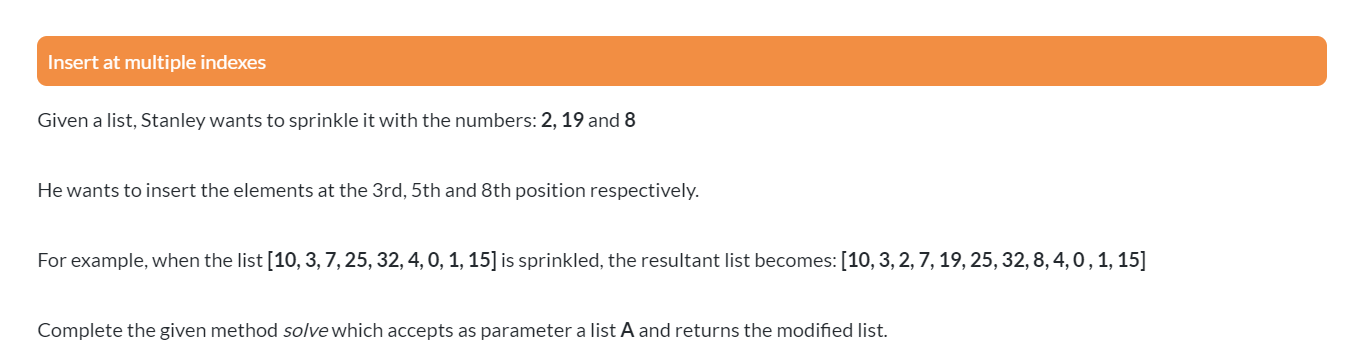 Insert at multiple indexes
Given a list, Stanley wants to sprinkle it with the numbers: 2, 19 and 8
He wants to insert the elements at the 3rd, 5th and 8th position respectively.
For example, when the list [10, 3, 7, 25, 32, 4, 0, 1, 15] is sprinkled, the resultant list becomes: [10, 3, 2, 7, 19, 25, 32, 8, 4, 0 , 1, 15]
Complete the given method solve which accepts as parameter a list A and returns the modified list.